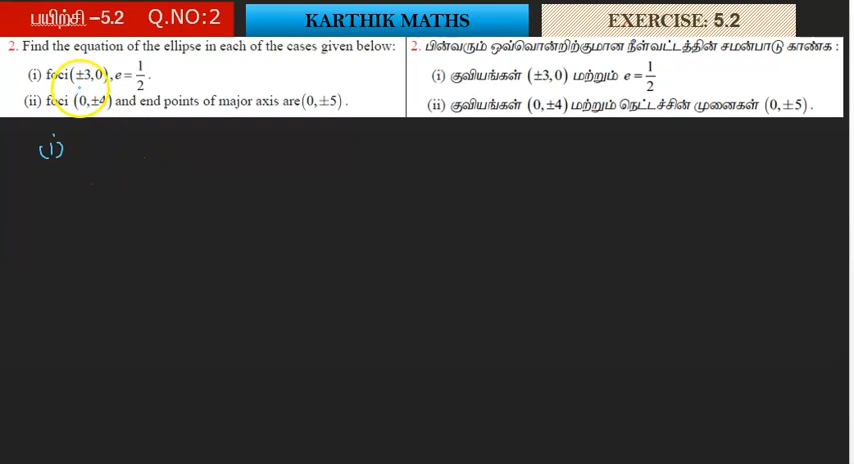 பயிற்சி –5.2 Q.NO:2
KARTHIK MATHS
EXERCISE: 5.2
2. Find the equation of the ellipse in each of the cases given below:
(i) foci (±3,0), e = 1/2 .
(ii) foci (0,±4) and end points of major axis are (0,±5) .
2. பின்வரும் ஒவ்வொன்றிற்குமான நீள்வட்டத்தின் சமன்பாடு காண்க :
(i) குவியங்கள் (±3,0) மற்றும் e = 1/2
(ii) குவியங்கள் (0,±4) மற்றும் நெட்டச்சின் முனைகள் (0,±5) .
(i)